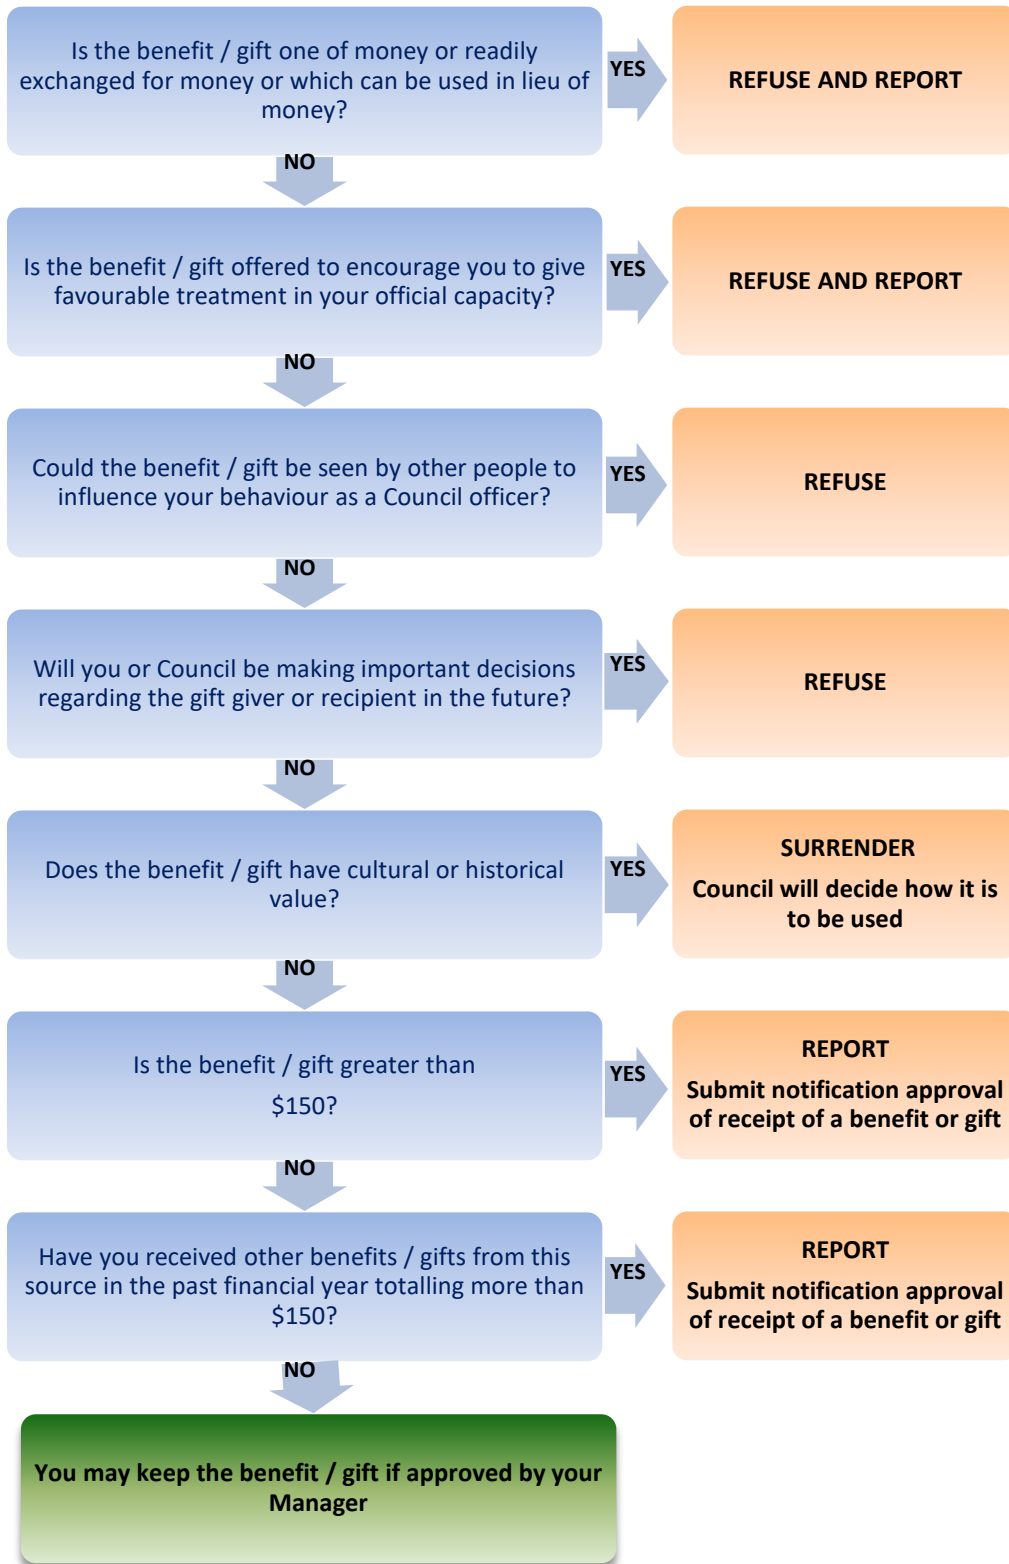 Is the benefit / gift one of money or readily
exchanged for money or which can be used in lieu of
money?
YES
REFUSE AND REPORT
NO
Is the benefit / gift offered to encourage you to give
favourable treatment in your official capacity?
YES
REFUSE AND REPORT
NO
Could the benefit / gift be seen by other people to
influence your behaviour as a Council officer?
YES
REFUSE
NO
Will you or Council be making important decisions
regarding the gift giver or recipient in the future?
YES
REFUSE
NO
Does the benefit / gift have cultural or historical
value?
YES
SURRENDER
Council will decide how it is
to be used
NO
Is the benefit / gift greater than
$150?
YES
REPORT
Submit notification approval
of receipt of a benefit or gift
NO
Have you received other benefits / gifts from this
source in the past financial year totalling more than
$150?
YES
REPORT
Submit notification approval
of receipt of a benefit or gift
NO
You may keep the benefit / gift if approved by your
Manager